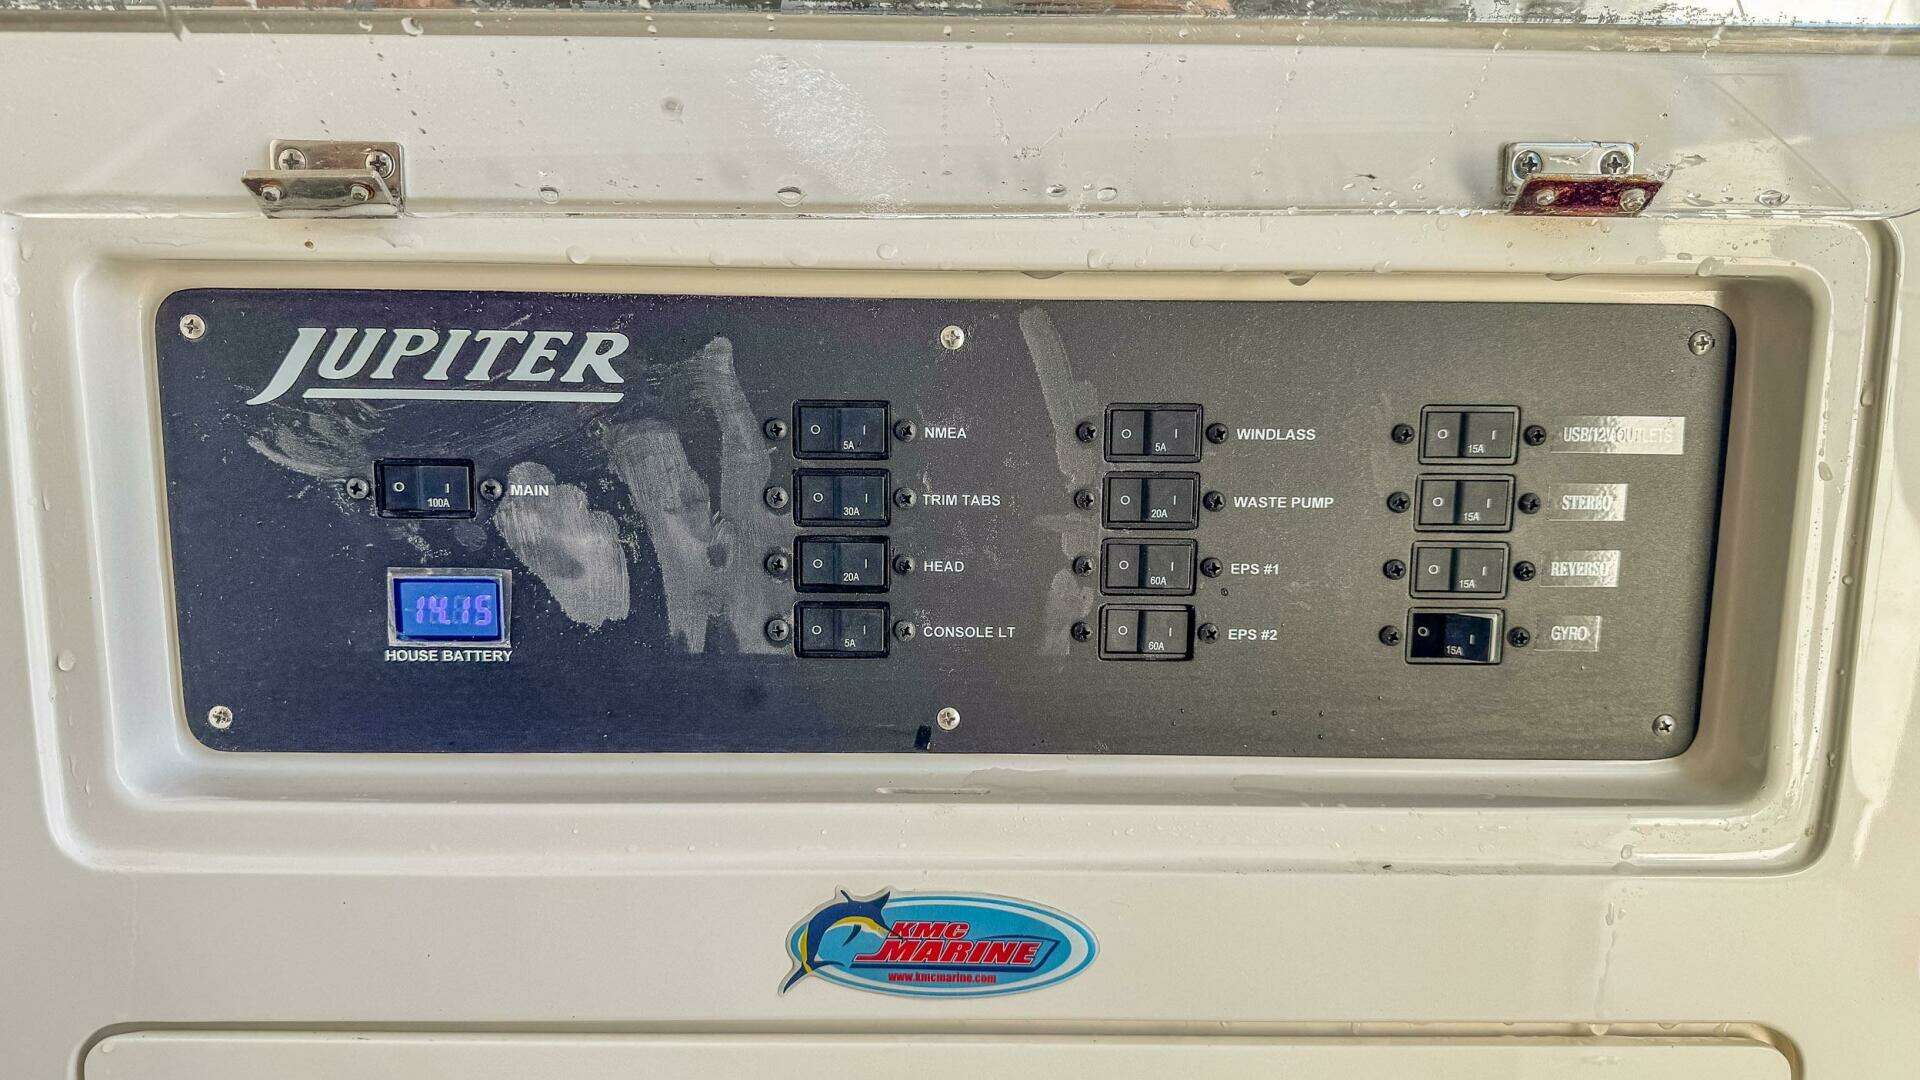 JUPITER
O I
100A
MAIN
14.15
HOUSE BATTERY
O I
5A
NMEA
O I
30A
TRIM TABS
O I
20A
HEAD
O I
5A
CONSOLE LT
O I
5A
WINDLASS
O I
20A
WASTE PUMP
O I
60A
EPS #1
O I
60A
EPS #2
O I
15A
USB/12V OUTLETS
O I
15A
STEREO
O I
15A
REVERSO
O I
15A
GYRO
KMC
MARINE
www.kmcmarine.com